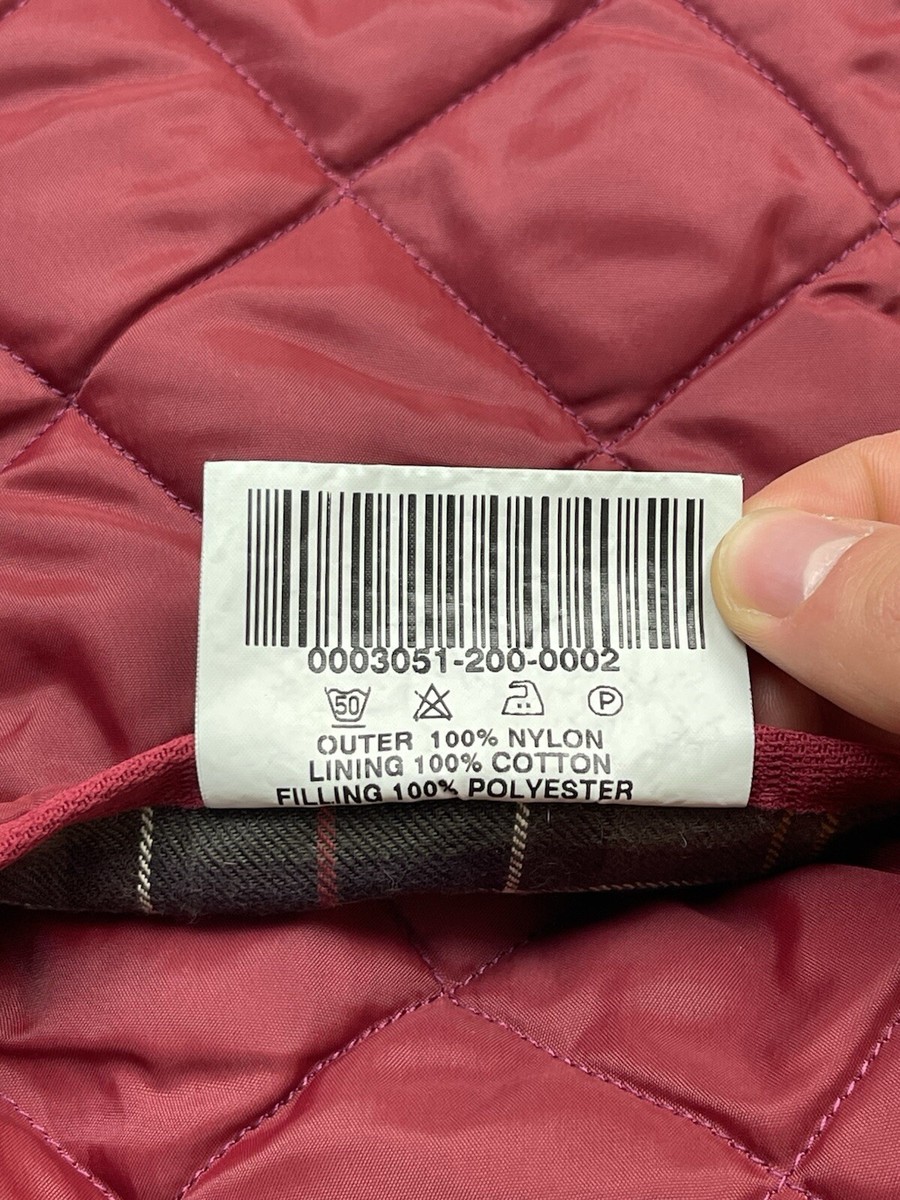 0003051-200-0002
50 P
OUTER 100% NYLON
LINING 100% COTTON
FILLING 100% POLYESTER